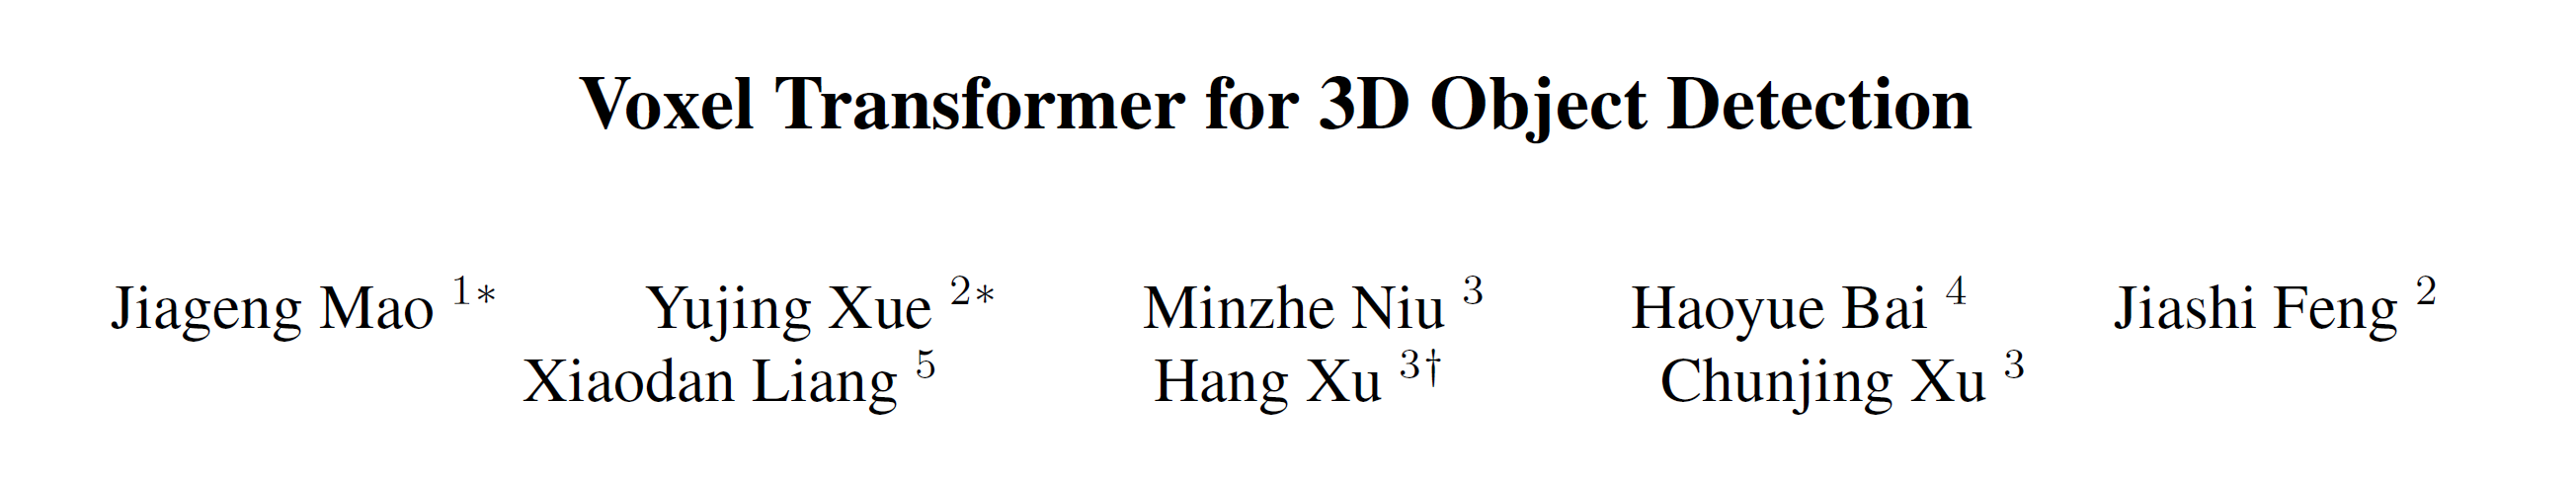 Voxel Transformer for 3D Object Detection
Jiageng Mao 1* Yujing Xue 2* Minzhe Niu 3 Haoyue Bai 4 Jiashi Feng 2
Xiaodan Liang 5 Hang Xu 3† Chunjing Xu 3